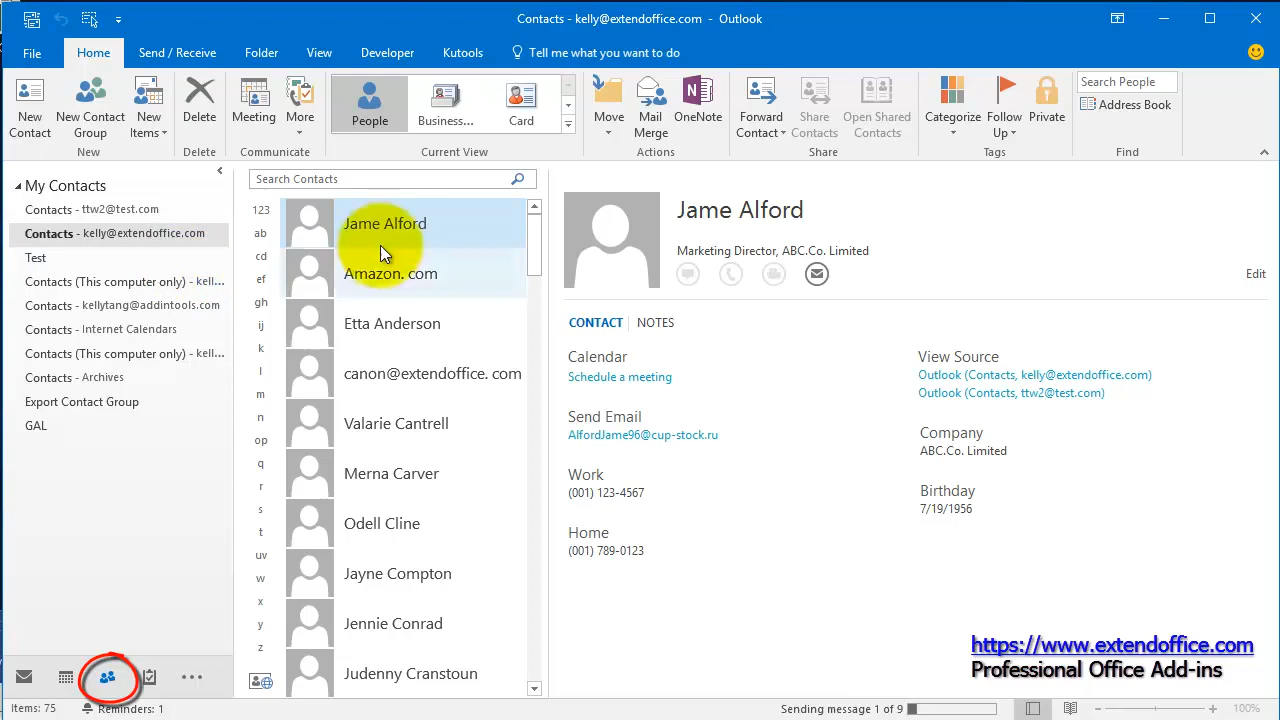 Contacts - kelly@extendoffice.com - Outlook
File Home Send / Receive Folder View Developer Kutools Tell me what you want to do
New Contact
New Contact Group
New Items
New
Delete
Delete
Meeting
More
Communicate
People
Business...
Card
Current View
Move
Mail Merge
OneNote
Actions
Forward Contact
Share Contacts
Open Shared Contacts
Share
Categorize
Follow Up
Private
Tags
Search People
Address Book
Find
My Contacts
Contacts - ttw2@test.com
Contacts - kelly@extendoffice.com
Test
Contacts (This computer only) - kell...
Contacts - kellytang@addintools.com
Contacts - Internet Calendars
Contacts (This computer only) - kell...
Contacts - Archives
Export Contact Group
GAL
Search Contacts
123
ab
cd
ef
gh
ij
k
l
m
n
op
q
r
s
t
uv
w
x
y
z
Jame Alford
Amazon. com
Etta Anderson
canon@extendoffice. com
Valarie Cantrell
Merna Carver
Odell Cline
Jayne Compton
Jennie Conrad
Judenny Cranstoun
Jame Alford
Marketing Director, ABC.Co. Limited
Edit
CONTACT NOTES
Calendar
Schedule a meeting
Send Email
AlfordJame96@cup-stock.ru
Work
(001) 123-4567
Home
(001) 789-0123
View Source
Outlook (Contacts, kelly@extendoffice.com)
Outlook (Contacts, ttw2@test.com)
Company
ABC.Co. Limited
Birthday
7/19/1956
https://www.extendoffice.com
Professional Office Add-ins
Items: 75 Reminders: 1 Sending message 1 of 9 100%